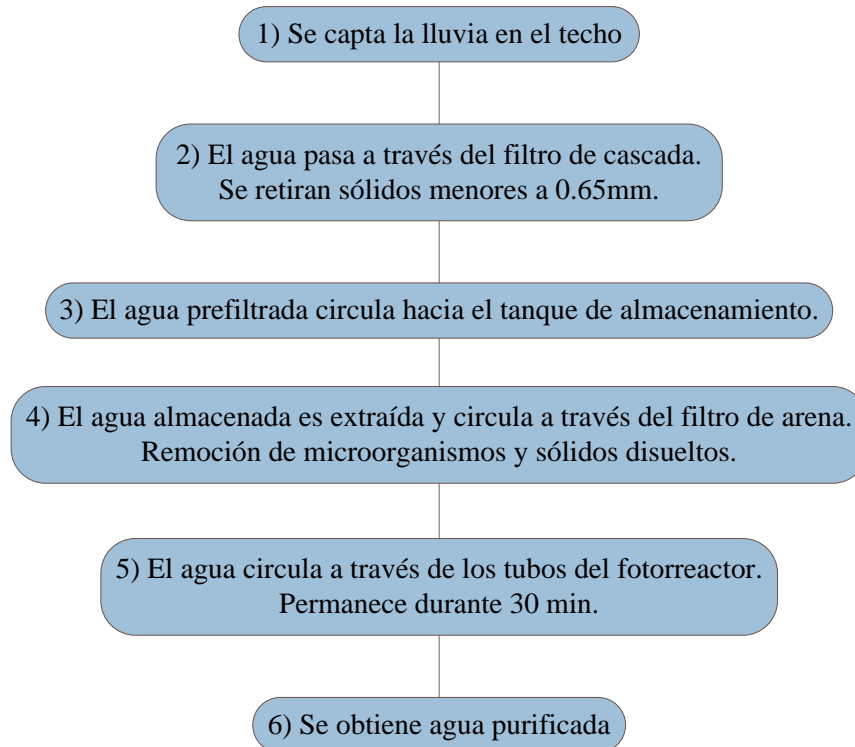 1) Se capta la lluvia en el techo
2) El agua pasa a través del filtro de cascada.
Se retiran sólidos menores a 0.65mm.
3) El agua prefiltrada circula hacia el tanque de almacenamiento.
4) El agua almacenada es extraída y circula a través del filtro de arena.
Remoción de microorganismos y sólidos disueltos.
5) El agua circula a través de los tubos del fotorreactor.
Permanece durante 30 min.
6) Se obtiene agua purificada